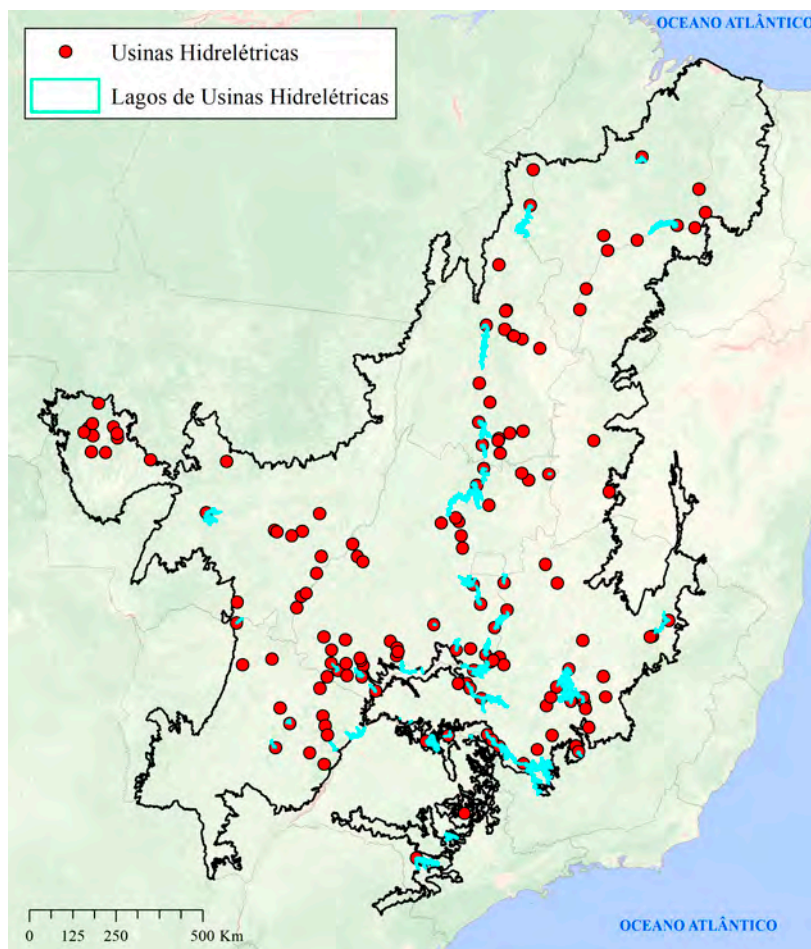 OCEANO ATLÂNTICO
Usinas Hidrelétricas
Lagos de Usinas Hidrelétricas
0 125 250 500 Km
OCEANO ATLÂNTICO